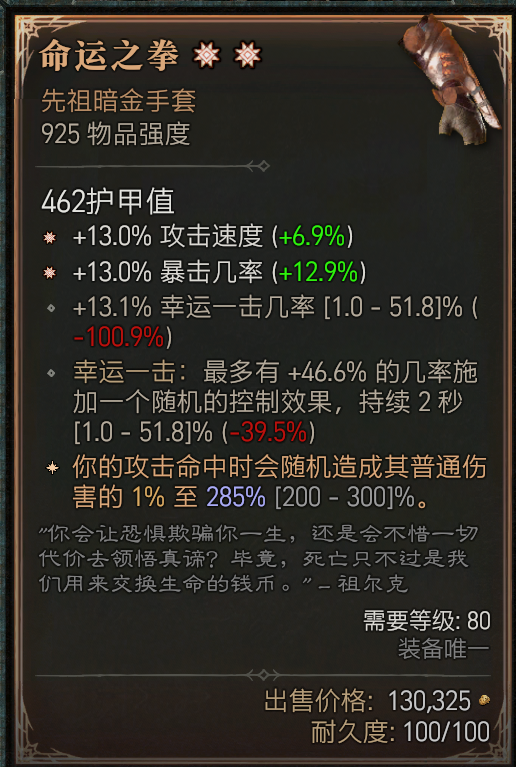 命运之拳
先祖暗金手套
925 物品强度
462护甲值
+13.0% 攻击速度 (+6.9%)
+13.0% 暴击几率 (+12.9%)
+13.1% 幸运一击几率 [1.0 - 51.8]% (
-100.9%)
幸运一击：最多有 +46.6% 的几率施
加一个随机的控制效果，持续 2 秒
[1.0 - 51.8]% (-39.5%)
你的攻击命中时会随机造成其普通伤
害的 1% 至 285% [200 - 300]%。
"你会让恐惧欺骗你一生，还是会不惜一切
代价去领悟真谛？毕竟，死亡只不过是我
们用来交换生命的钱币。" – 祖尔克
需要等级: 80
装备唯一
出售价格: 130,325
耐久度: 100/100